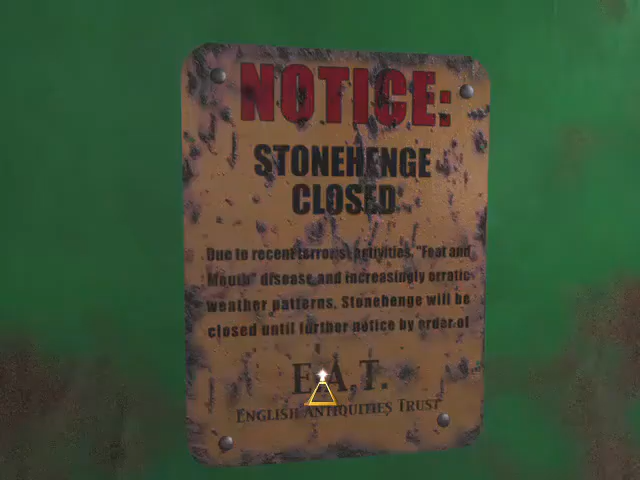 NOTICE:
STONEHENGE
CLOSED
Due to recent terrorist activities, "Foot and
Mouth" disease and increasingly erratic
weather patterns, Stonehenge will be
closed until further notice by order of
E.A.T.
ENGLISH ANTIQUITIES TRUST